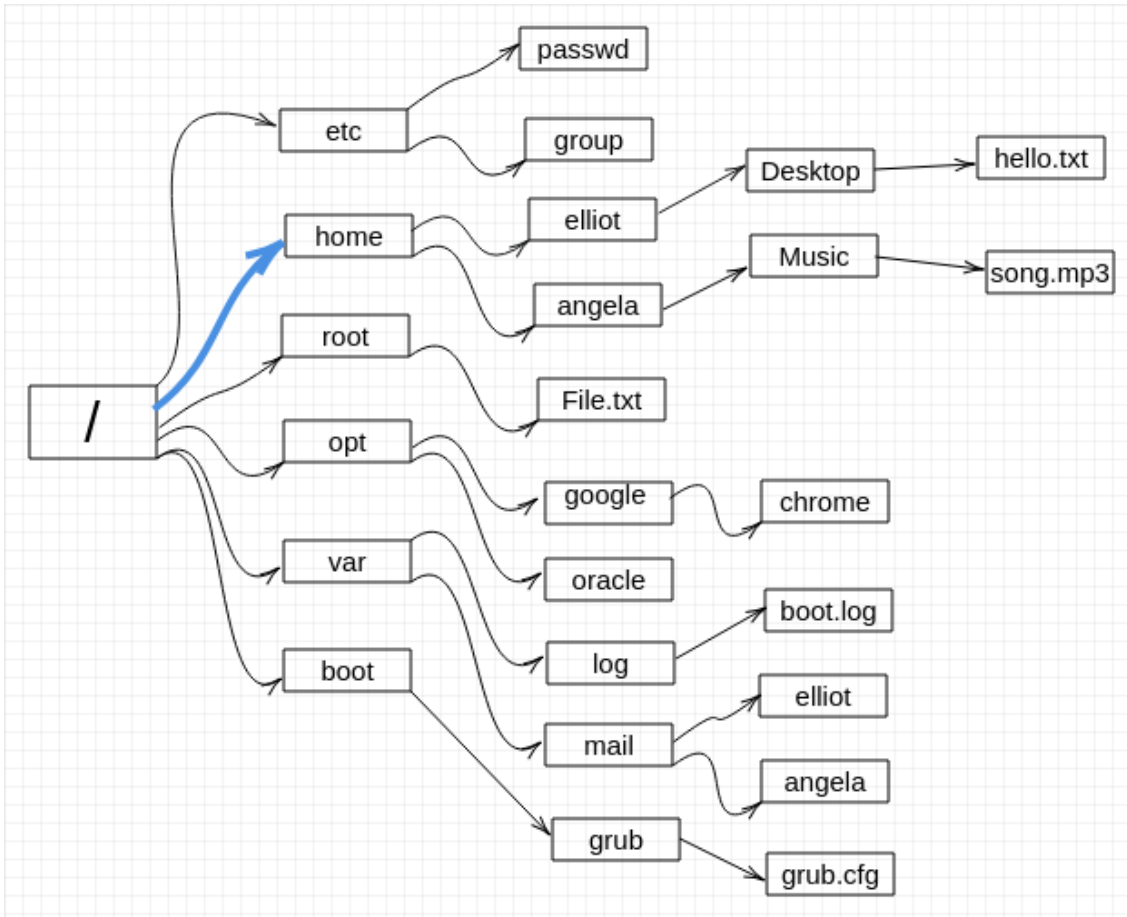 passwd
etc
group
hello.txt
Desktop
elliot
home
Music
song.mp3
angela
root
File.txt
/
opt
google
chrome
var
oracle
boot.log
log
boot
elliot
mail
angela
grub
grub.cfg